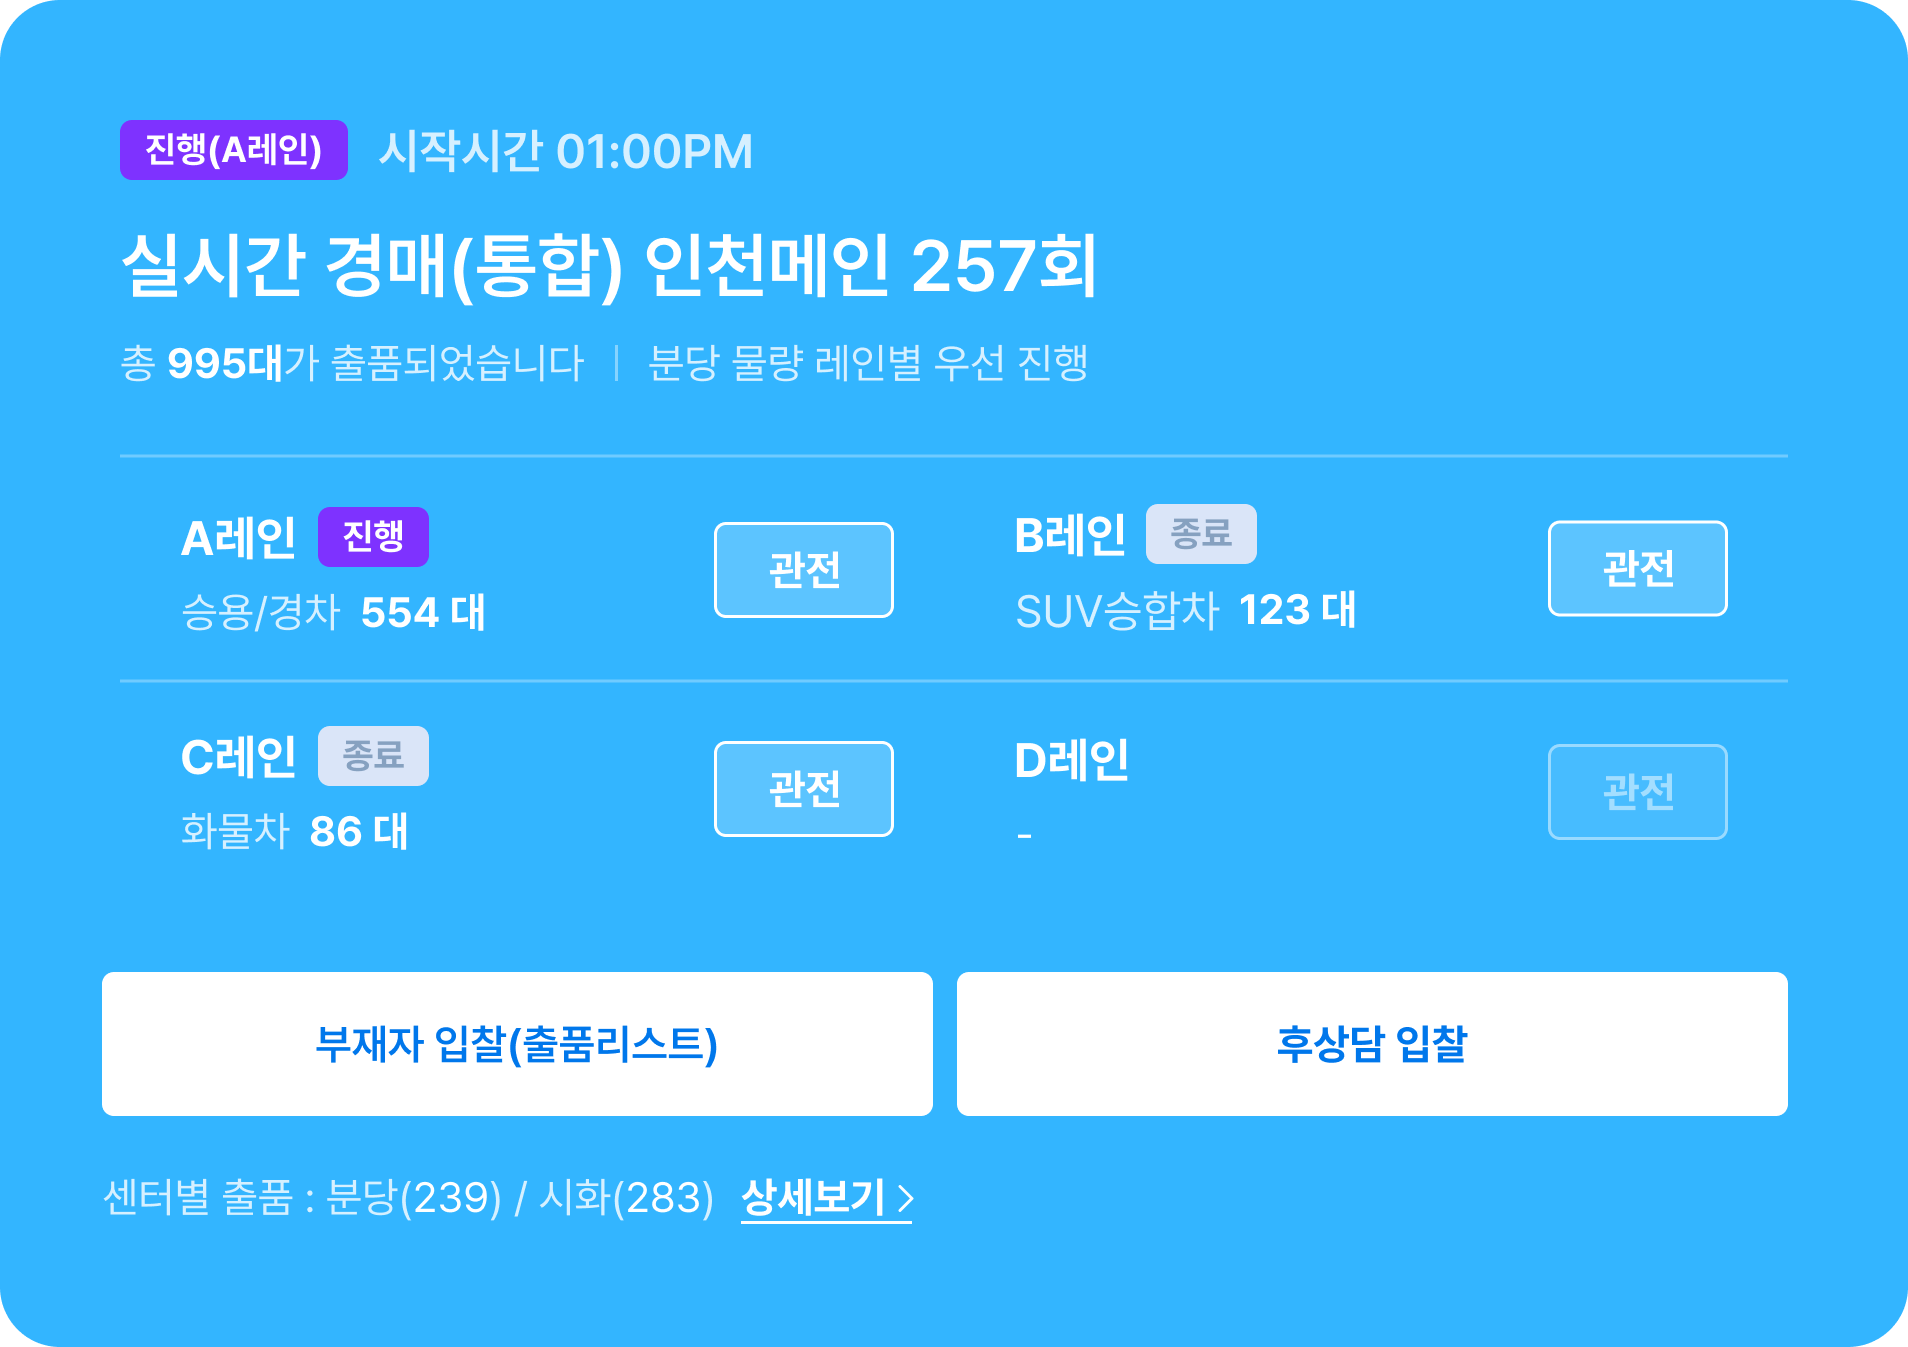 진행(A레인) 시작시간 01:00PM
실시간 경매(통합) 인천메인 257회
총 995대가 출품되었습니다 | 분당 물량 레인별 우선 진행
A레인 진행
승용/경차 554 대
관전
B레인 종료
SUV승합차 123 대
관전
C레인 종료
화물차 86 대
관전
D레인
-
관전
부재자 입찰(출품리스트)
후상담 입찰
센터별 출품 : 분당(239) / 시화(283) 상세보기 >